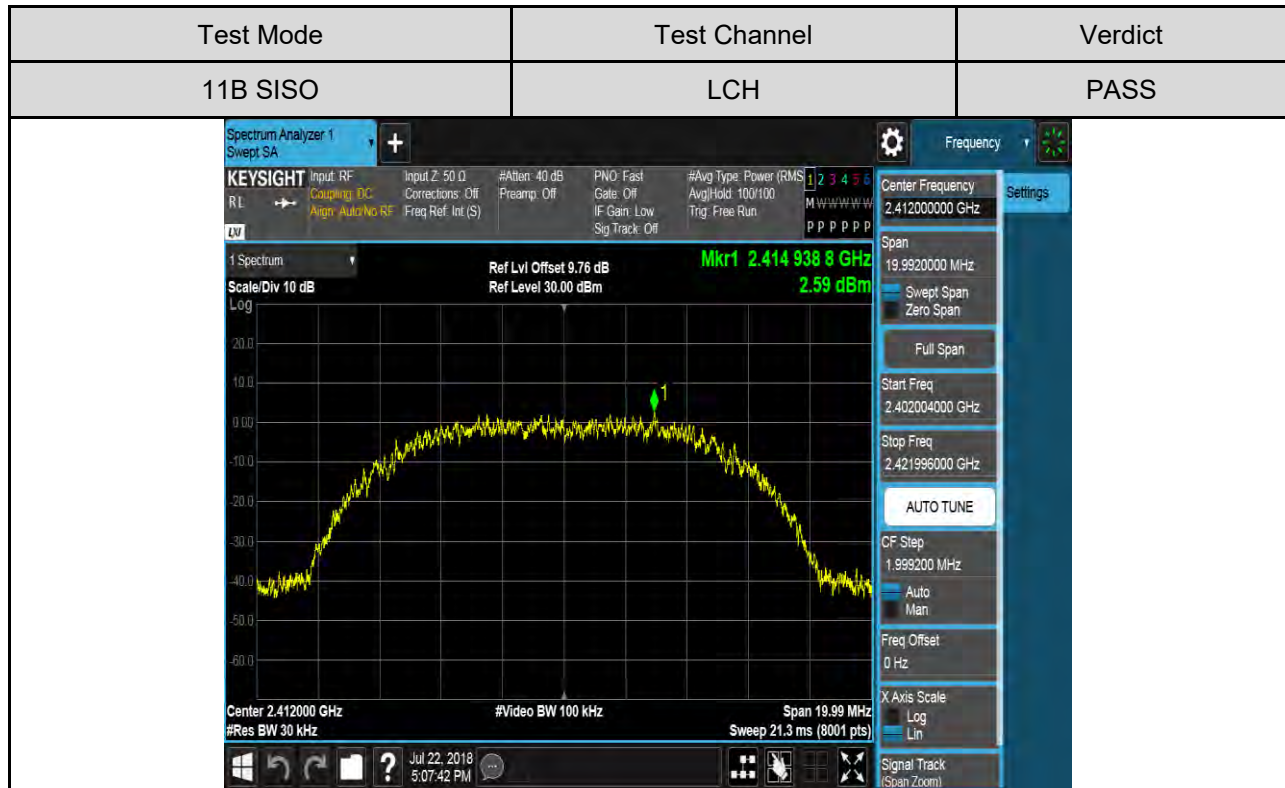 Test Mode Test Channel Verdict
11B SISO LCH PASS
Spectrum Analyzer 1
Swept SA
+
Frequency
KEYSIGHT
RL
LXI
Input: RF
Coupling: DC
Align: Auto/No RF
Input Z: 50 Ω
Corrections: Off
Freq Ref: Int (S)
#Atten: 40 dB
Preamp: Off
PNO: Fast
Gate: Off
IF Gain: Low
Sig Track: Off
#Avg Type: Power (RMS
Avg|Hold: 100/100
Trig: Free Run
1 2 3 4 5 6
M W W W W W
P P P P P P
1 Spectrum
Scale/Div 10 dB
Log
Ref Lvl Offset 9.76 dB
Ref Level 30.00 dBm
Mkr1 2.414 938 8 GHz
2.59 dBm
20.0
10.0
0.00
-10.0
-20.0
-30.0
-40.0
-50.0
-60.0
1
Center 2.412000 GHz
#Res BW 30 kHz
#Video BW 100 kHz
Span 19.99 MHz
Sweep 21.3 ms (8001 pts)
?
Jul 22, 2018
5:07:42 PM
Center Frequency
2.412000000 GHz
Settings
Span
19.9920000 MHz
Swept Span
Zero Span
Full Span
Start Freq
2.402004000 GHz
Stop Freq
2.421996000 GHz
AUTO TUNE
CF Step
1.999200 MHz
Auto
Man
Freq Offset
0 Hz
X Axis Scale
Log
Lin
Signal Track
(Span Zoom)